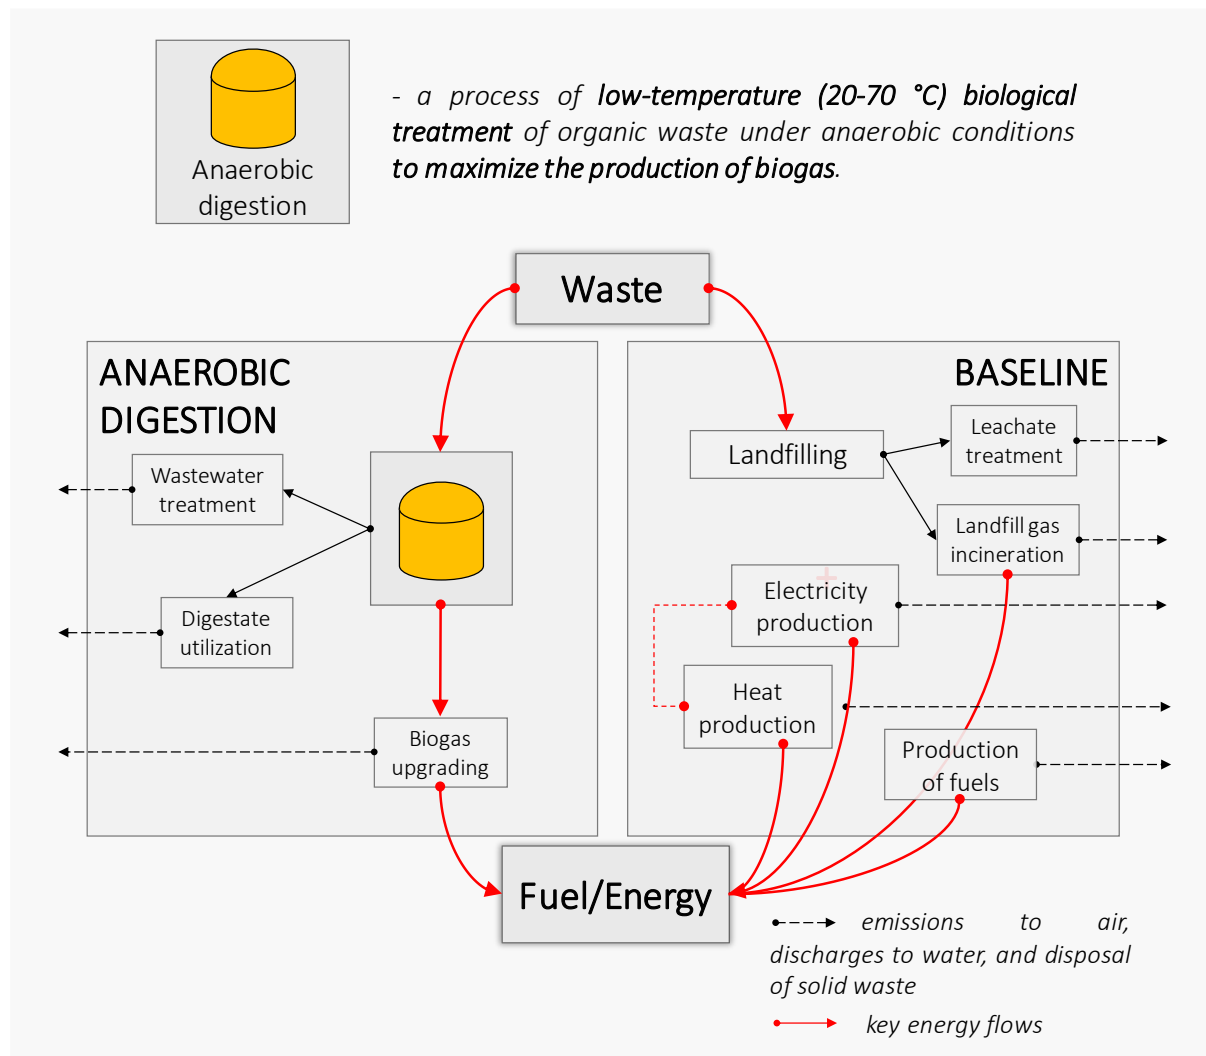 Anaerobic
digestion
- a process of low-temperature (20-70 °C) biological
treatment of organic waste under anaerobic conditions
to maximize the production of biogas.
Waste
ANAEROBIC
DIGESTION
Wastewater
treatment
Digestate
utilization
Biogas
upgrading
BASELINE
Landfilling
Leachate
treatment
Landfill gas
incineration
Electricity
production
Heat
production
Production
of fuels
Fuel/Energy
emissions to air,
discharges to water, and disposal
of solid waste
key energy flows